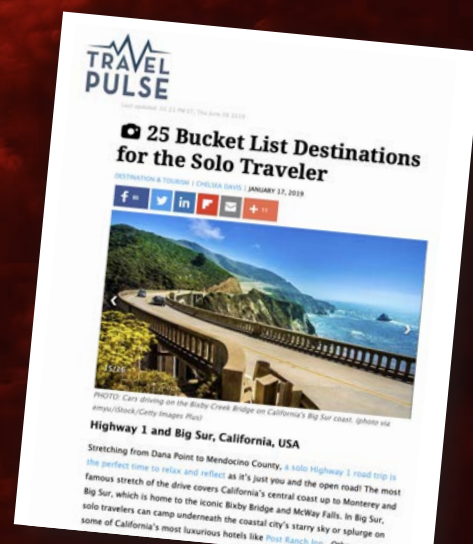 TRAVEL
PULSE
25 Bucket List Destinations
for the Solo Traveler
DESTINATION & TOURISM | CHELSEA DAVIS | JANUARY 17, 2019
15/26
PHOTO: Cars driving on the Bixby Creek Bridge on California's Big Sur coast. (photo via
emyu/iStock/Getty Images Plus)
Highway 1 and Big Sur, California, USA
Stretching from Dana Point to Mendocino County, a solo Highway 1 road trip is
the perfect time to relax and reflect as it's just you and the open road! The most
famous stretch of the drive covers California's central coast up to Monterey and
Big Sur, which is home to the iconic Bixby Bridge and McWay Falls. In Big Sur,
solo travelers can camp underneath the coastal city's starry sky or splurge on
some of California's most luxurious hotels like Post Ranch Inn.